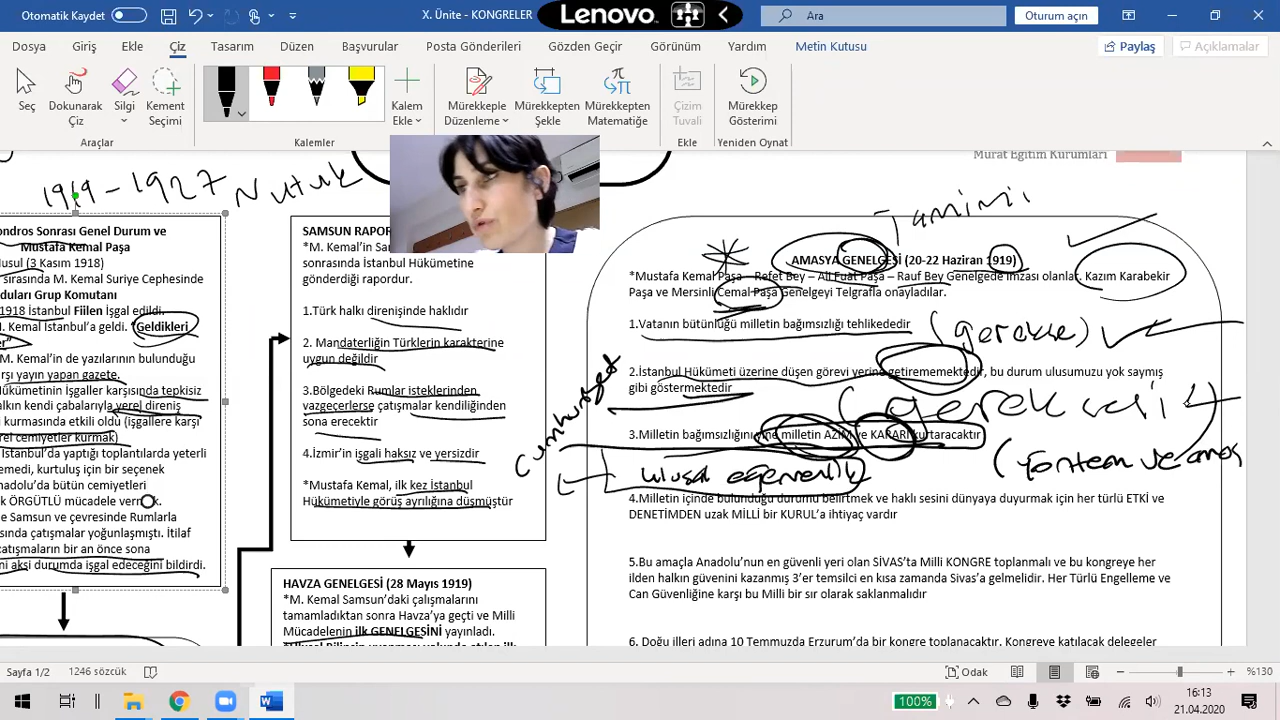 Otomatik Kaydet
X. Ünite - KONGRELER
Lenovo
Ara
Oturum açın
Dosya
Giriş
Ekle
Çiz
Tasarım
Düzen
Başvurular
Posta Gönderileri
Gözden Geçir
Görünüm
Yardım
Metin Kutusu
Paylaş
Açıklamalar
Seç
Dokunarak Çiz
Silgi
Kement Seçimi
Kalem Ekle
Mürekkeple Düzenleme
Mürekkepten Şekle
Mürekkepten Matematiğe
Çizim Tuvali
Mürekkep Gösterimi
Araçlar
Kalemler
Dönüştür
Ekle
Yeniden Oynat
Murat Eğitim Kurumları
1919 - 1927 Nutuk
ondros Sonrası Genel Durum ve
Mustafa Kemal Paşa
usul (3 Kasım 1918)
sırada M. Kemal Suriye Cephesinde
duları Grup Komutanı
1918 İstanbul Fiilen İşgal edildi.
M. Kemal İstanbul'a geldi. "Geldikleri
er"
M. Kemal'in de yazılarının bulunduğu
arşı yayın yapan gazete.
Hükümetinin İşgaller karşısında tepkisiz
alkın kendi çabalarıyla yerel direniş
kurmasında etkili oldu (işgallere karşı
erel cemiyetler kurmak)
İstanbul'da yaptığı toplantılarda yeterli
emedi, kurtuluş için bir seçenek
nadolu'da bütün cemiyetleri
k ÖRGÜTLÜ mücadele vermek.
e Samsun ve çevresinde Rumlarla
asında çatışmalar yoğunlaşmıştı. İtilaf
çatışmaların bir an önce sona
ni aksi durumda işgal edeceğini bildirdi.
SAMSUN RAPOR
*M. Kemal'in Sam
sonrasında İstanbul Hükümetine
gönderdiği rapordur.
1.Türk halkı direnişinde haklıdır
2. Mandaterliğin Türklerin karakterine
uygun değildir
3.Bölgedeki Rumlar isteklerinden
vazgeçerlerse çatışmalar kendiliğinden
sona erecektir
4.İzmir'in işgali haksız ve yersizdir
*Mustafa Kemal, ilk kez İstanbul
Hükümetiyle görüş ayrılığına düşmüştür
HAVZA GENELGESİ (28 Mayıs 1919)
*M. Kemal Samsun'daki çalışmalarını
tamamladıktan sonra Havza'ya geçti ve Milli
Mücadelenin ilk GENELGESİNİ yayınladı.
Tamimi
AMASYA GENELGESİ (20-22 Haziran 1919)
*Mustafa Kemal Paşa – Refet Bey – Ali Fuat Paşa – Rauf Bey Genelgede imzası olanlar. Kazım Karabekir
Paşa ve Mersinli Cemal Paşa Genelgeyi Telgrafla onayladılar.
1.Vatanın bütünlüğü milletin bağımsızlığı tehlikededir
(gerekçe)
2.İstanbul Hükümeti üzerine düşen görevi yerine getirememektedir, bu durum ulusumuzu yok saymış
gibi göstermektedir
Cumhuriyet
3.Milletin bağımsızlığını yine milletin AZİM ve KARARI kurtaracaktır
ulusal egemenlik
(yöntem ve amaç
4.Milletin içinde bulunduğu durumu belirtmek ve haklı sesini dünyaya duyurmak için her türlü ETKİ ve
DENETİMDEN uzak MİLLİ bir KURUL'a ihtiyaç vardır
5.Bu amaçla Anadolu'nun en güvenli yeri olan SİVAS'ta Milli KONGRE toplanmalı ve bu kongreye her
ilden halkın güvenini kazanmış 3'er temsilci en kısa zamanda Sivas'a gelmelidir. Her Türlü Engelleme ve
Can Güvenliğine karşı bu Milli bir sır olarak saklanmalıdır
6. Doğu illeri adına 10 Temmuzda Erzurum'da bir kongre toplanacaktır. Kongreye katılacak delegeler
Sayfa 1/2
1246 sözcük
Odak
%130
100%
16:13
21.04.2020